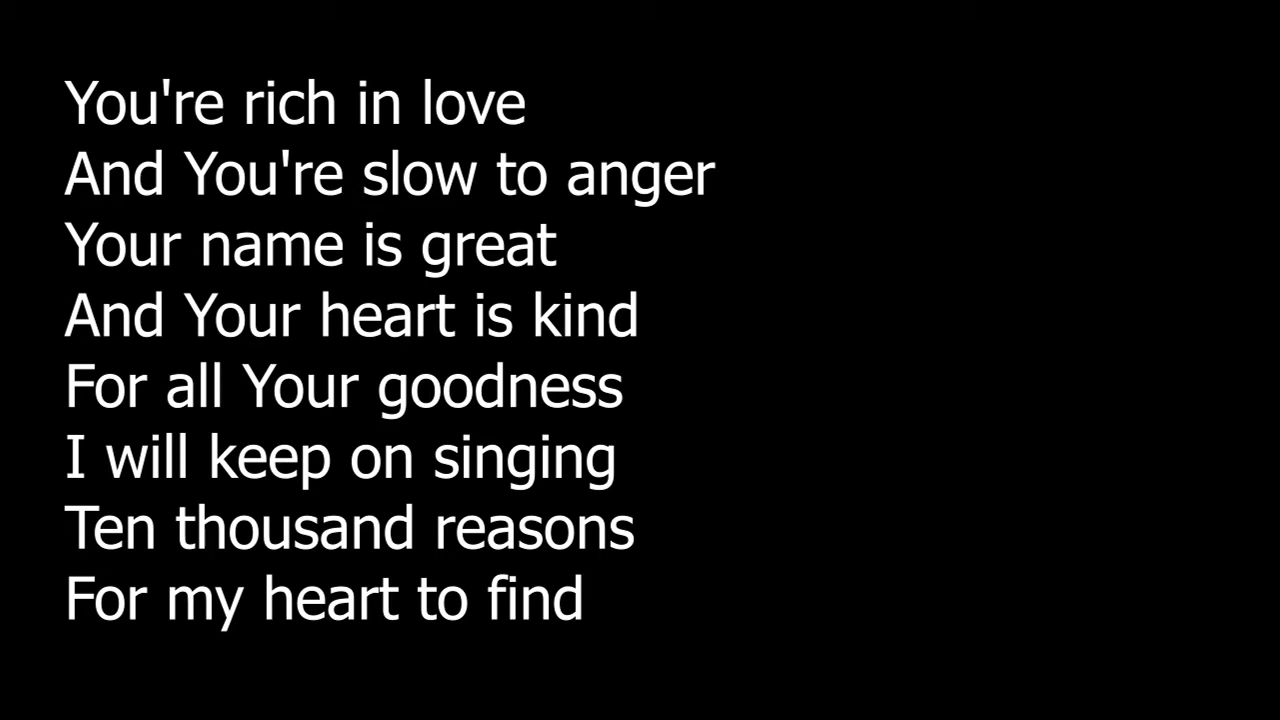 You're rich in love
And You're slow to anger
Your name is great
And Your heart is kind
For all Your goodness
I will keep on singing
Ten thousand reasons
For my heart to find